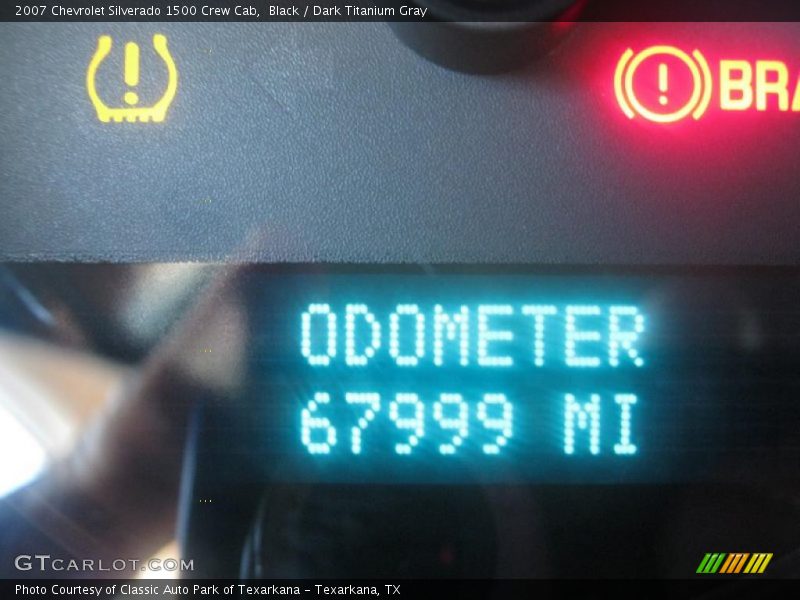 2007 Chevrolet Silverado 1500 Crew Cab,  Black / Dark Titanium Gray
BRA
ODOMETER
67999 MI
GTCARLOT.COM
Photo Courtesy of Classic Auto Park of Texarkana - Texarkana, TX